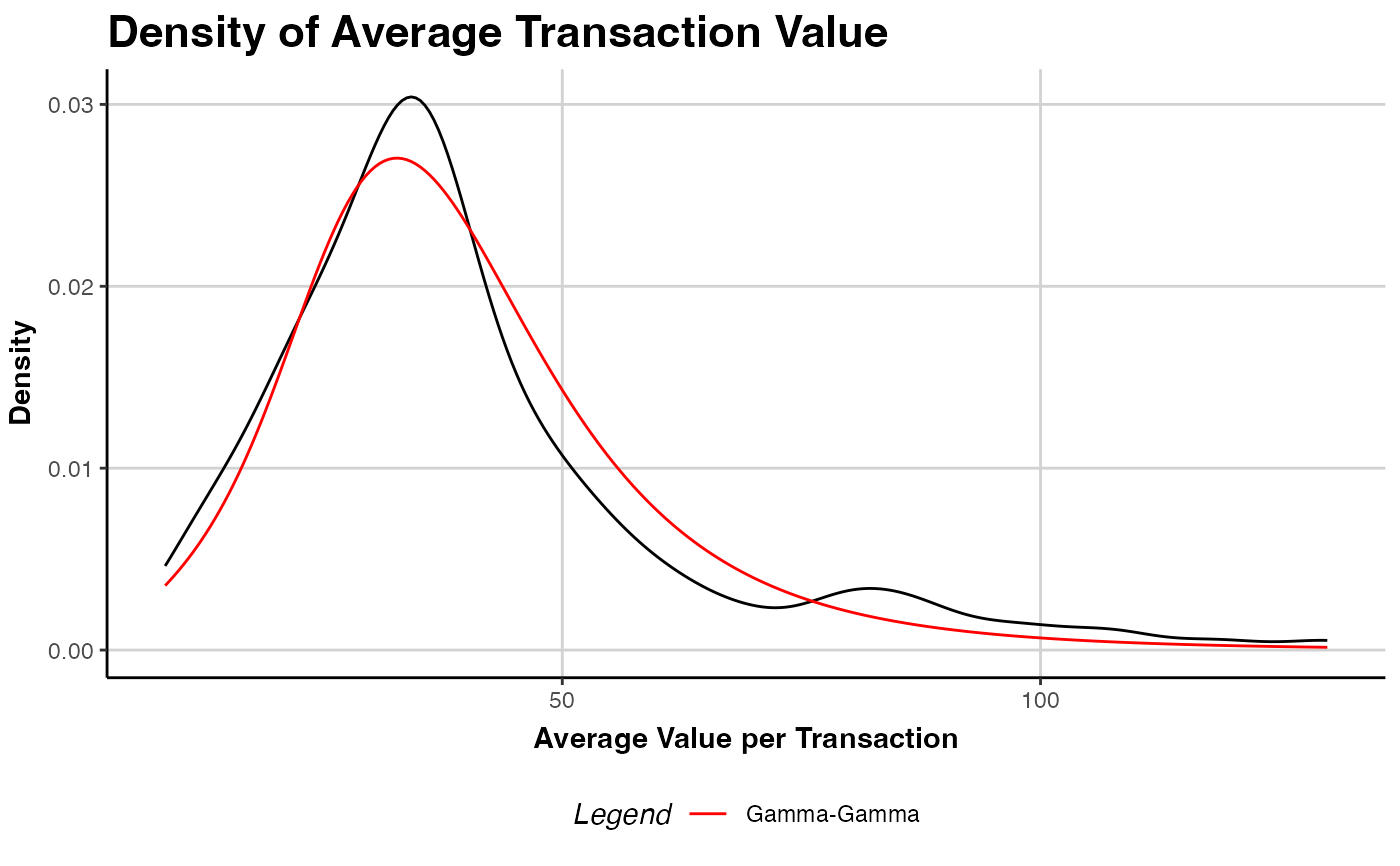 Density of Average Transaction Value
Density
0.03
0.02
0.01
0.00
50 100
Average Value per Transaction
Legend Gamma-Gamma